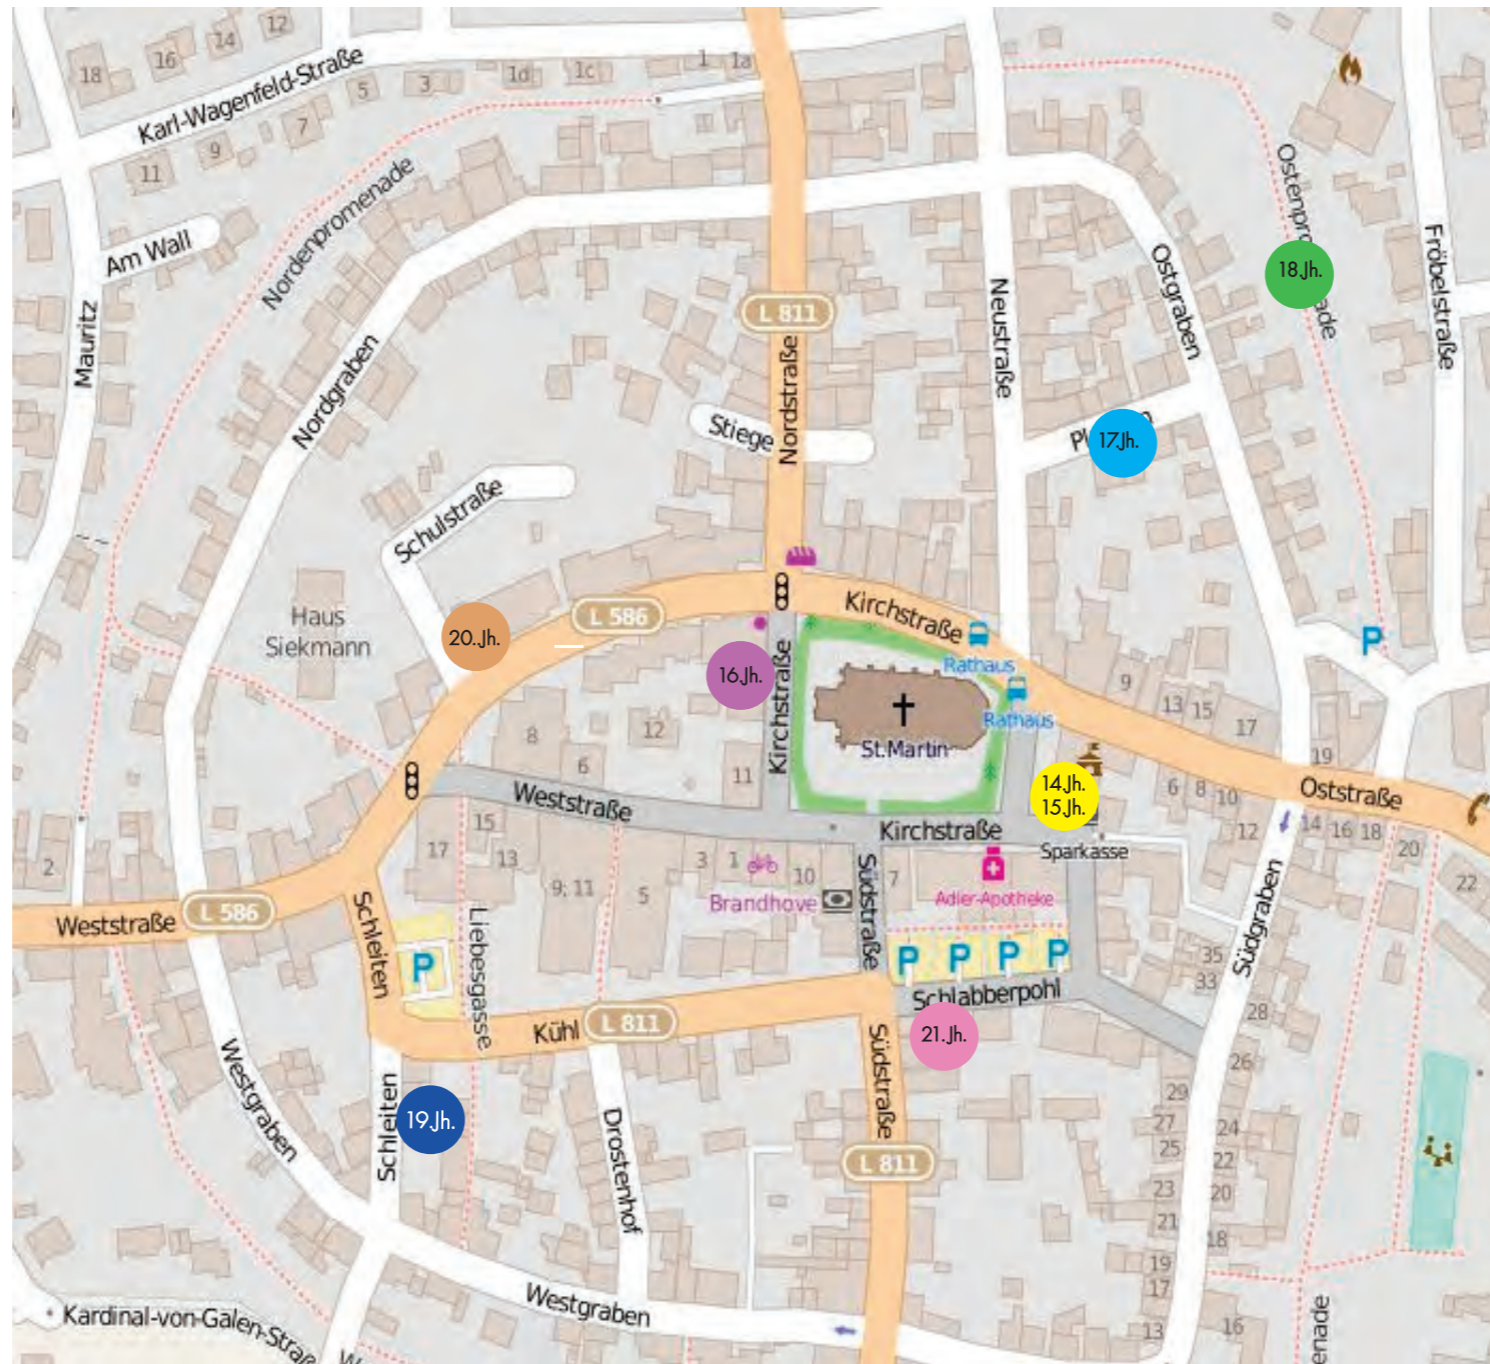 12
14
16
18
Karl-Wagenfeld-Straße
1
1a
1d
1c
3
5
7
9
11
Am Wall
Nordenpromenade
Mauritz
Nordgraben
L 811
Nordstraße
Stiege
Neustraße
Ostgraben
18.Jh.
Fröbelstraße
17.Jh.
Schulstraße
Haus
Siekmann
20.Jh.
L 586
16.Jh.
Kirchstraße
Kirchstraße
Rathaus
Rathaus
St.Martin
P
9
13
15
17
19
8
6
12
11
Weststraße
14.Jh.
15.Jh.
Kirchstraße
Sparkasse
6
8
10
12
Oststraße
14
16
18
20
22
2
17
15
13
9; 11
5
3
1
10
Brandhove
Südstraße
7
Adler-Apotheke
Weststraße
L 586
Schleiten
P
Liebesgasse
P
P
P
P
Schlabberpohl
21.Jh.
Südgraben
35
33
28
26
Kühl
L 811
Südstraße
Westgraben
Schleiten
19.Jh.
Drostenhof
L 811
29
27
25
23
21
19
17
13
24
22
20
18
16
Westgraben
Kardinal-von-Galen-Straße
enade